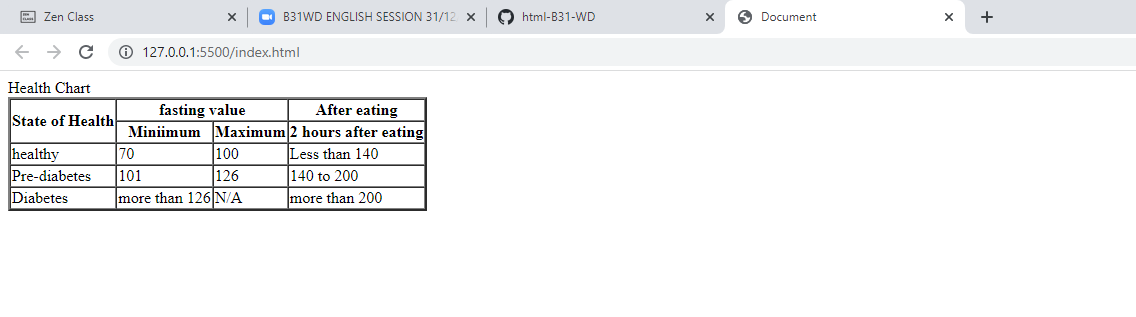 Zen Class
B31WD ENGLISH SESSION 31/12
html-B31-WD
Document
127.0.0.1:5500/index.html
Health Chart
State of Health fasting value After eating
Miniimum Maximum 2 hours after eating
healthy 70 100 Less than 140
Pre-diabetes 101 126 140 to 200
Diabetes more than 126 N/A more than 200